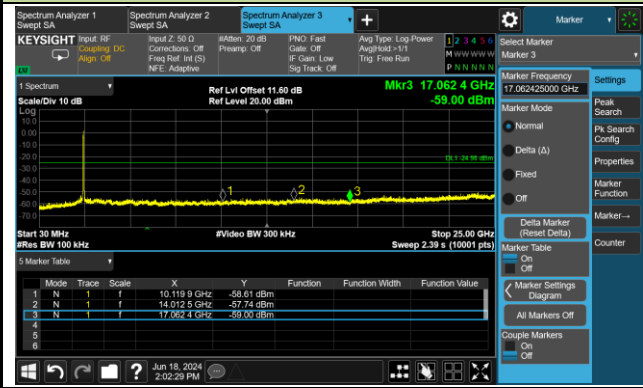 Spectrum Analyzer 1
Swept SA
Spectrum Analyzer 2
Swept SA
Spectrum Analyzer 3
Swept SA
Marker
KEYSIGHT
Input: RF
Coupling: DC
Align: Off
Input Z: 50 Ω
Corrections: Off
Freq Ref: Int (S)
NFE: Adaptive
#Atten: 20 dB
Preamp: Off
PNO: Fast
Gate: Off
IF Gain: Low
Sig Track: Off
Avg Type: Log-Power
Avg|Hold:>1/1
Trig: Free Run
1 2 3 4 5 6
M W W W W W
P N N N N N
Select Marker
Marker 3
1 Spectrum
Scale/Div 10 dB
Log
Ref Lvl Offset 11.60 dB
Ref Level 20.00 dBm
Mkr3 17.062 4 GHz
-59.00 dBm
10.0
0.00
-10.0
-20.0
-30.0
-40.0
-50.0
-60.0
-70.0
1
2
3
Start 30 MHz
#Res BW 100 kHz
#Video BW 300 kHz
Stop 25.00 GHz
Sweep 2.39 s (10001 pts)
5 Marker Table
Mode Trace Scale X Y Function Function Width Function Value
1 N 1 f 10.119 9 GHz -58.61 dBm
2 N 1 f 14.012 5 GHz -57.74 dBm
3 N 1 f 17.062 4 GHz -59.00 dBm
4
5
6
Marker Frequency
17.062425000 GHz
Marker Mode
Normal
Delta (Δ)
Fixed
Off
Delta Marker
(Reset Delta)
Marker Table
On
Off
Marker Settings
Diagram
All Markers Off
Couple Markers
On
Off
Settings
Peak
Search
Pk Search
Config
Properties
Marker
Function
Marker→
Counter
Jun 18, 2024
2:02:29 PM